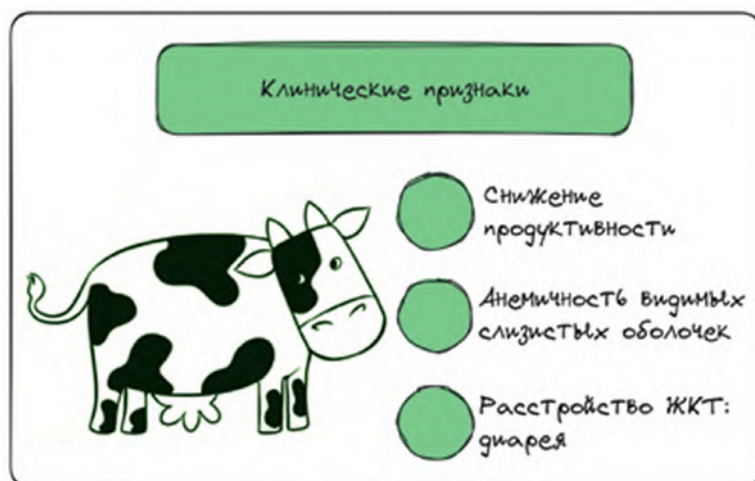 Клинические признаки
Снижение
продуктивности
Анемичность видимых
слизистых оболочек
Расстройство ЖКТ:
диарея